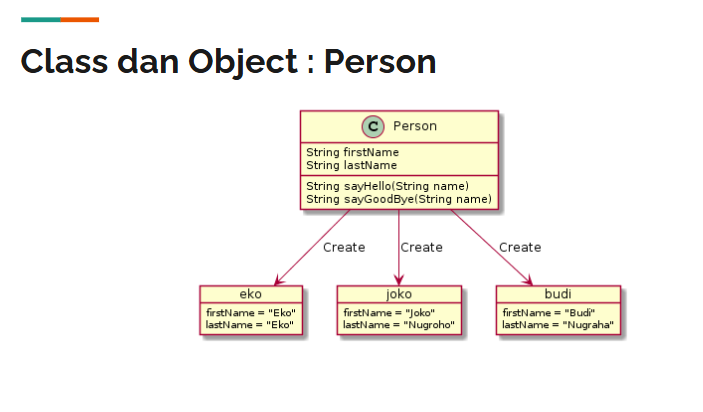 Class dan Object : Person
C Person
String firstName
String lastName
String sayHello(String name)
String sayGoodBye(String name)
Create
Create
Create
eko
firstName = "Eko"
lastName = "Eko"
joko
firstName = "Joko"
lastName = "Nugroho"
budi
firstName = "Budi"
lastName = "Nugraha"